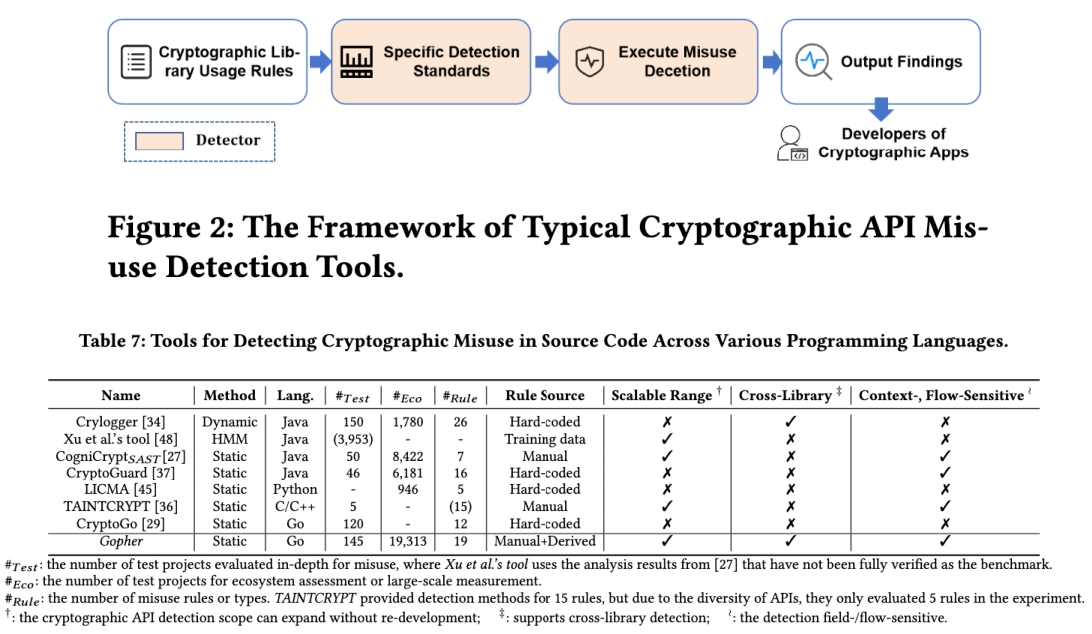 Cryptographic Lib-
rary Usage Rules
Specific Detection
Standards
Execute Misuse
Decetion
Output Findings
Detector
Developers of
Cryptographic Apps
Figure 2: The Framework of Typical Cryptographic API Mis-
use Detection Tools.
Table 7: Tools for Detecting Cryptographic Misuse in Source Code Across Various Programming Languages.
Name Method Lang. #Test #Eco #Rule Rule Source Scalable Range † Cross-Library ‡ Context-, Flow-Sensitive ≀
Crylogger [34] Dynamic Java 150 1,780 26 Hard-coded ✗ ✓ ✗
Xu et al.'s tool [48] HMM Java (3,953) - - Training data ✓ ✗ ✗
CogniCryptSAST [27] Static Java 50 8,422 7 Manual ✓ ✗ ✓
CryptoGuard [37] Static Java 46 6,181 16 Hard-coded ✗ ✗ ✓
LICMA [45] Static Python - 946 5 Hard-coded ✗ ✗ ✗
TAINTCRYPT [36] Static C/C++ 5 - (15) Manual ✓ ✗ ✓
CryptoGo [29] Static Go 120 - 12 Hard-coded ✗ ✗ ✗
Gopher Static Go 145 19,313 19 Manual+Derived ✓ ✓ ✓
#Test: the number of test projects evaluated in-depth for misuse, where Xu et al.'s tool uses the analysis results from [27] that have not been fully verified as the benchmark.
#Eco: the number of test projects for ecosystem assessment or large-scale measurement.
#Rule: the number of misuse rules or types. TAINTCRYPT provided detection methods for 15 rules, but due to the diversity of APIs, they only evaluated 5 rules in the experiment.
†: the cryptographic API detection scope can expand without re-development; ‡: supports cross-library detection; ≀: the detection field-/flow-sensitive.